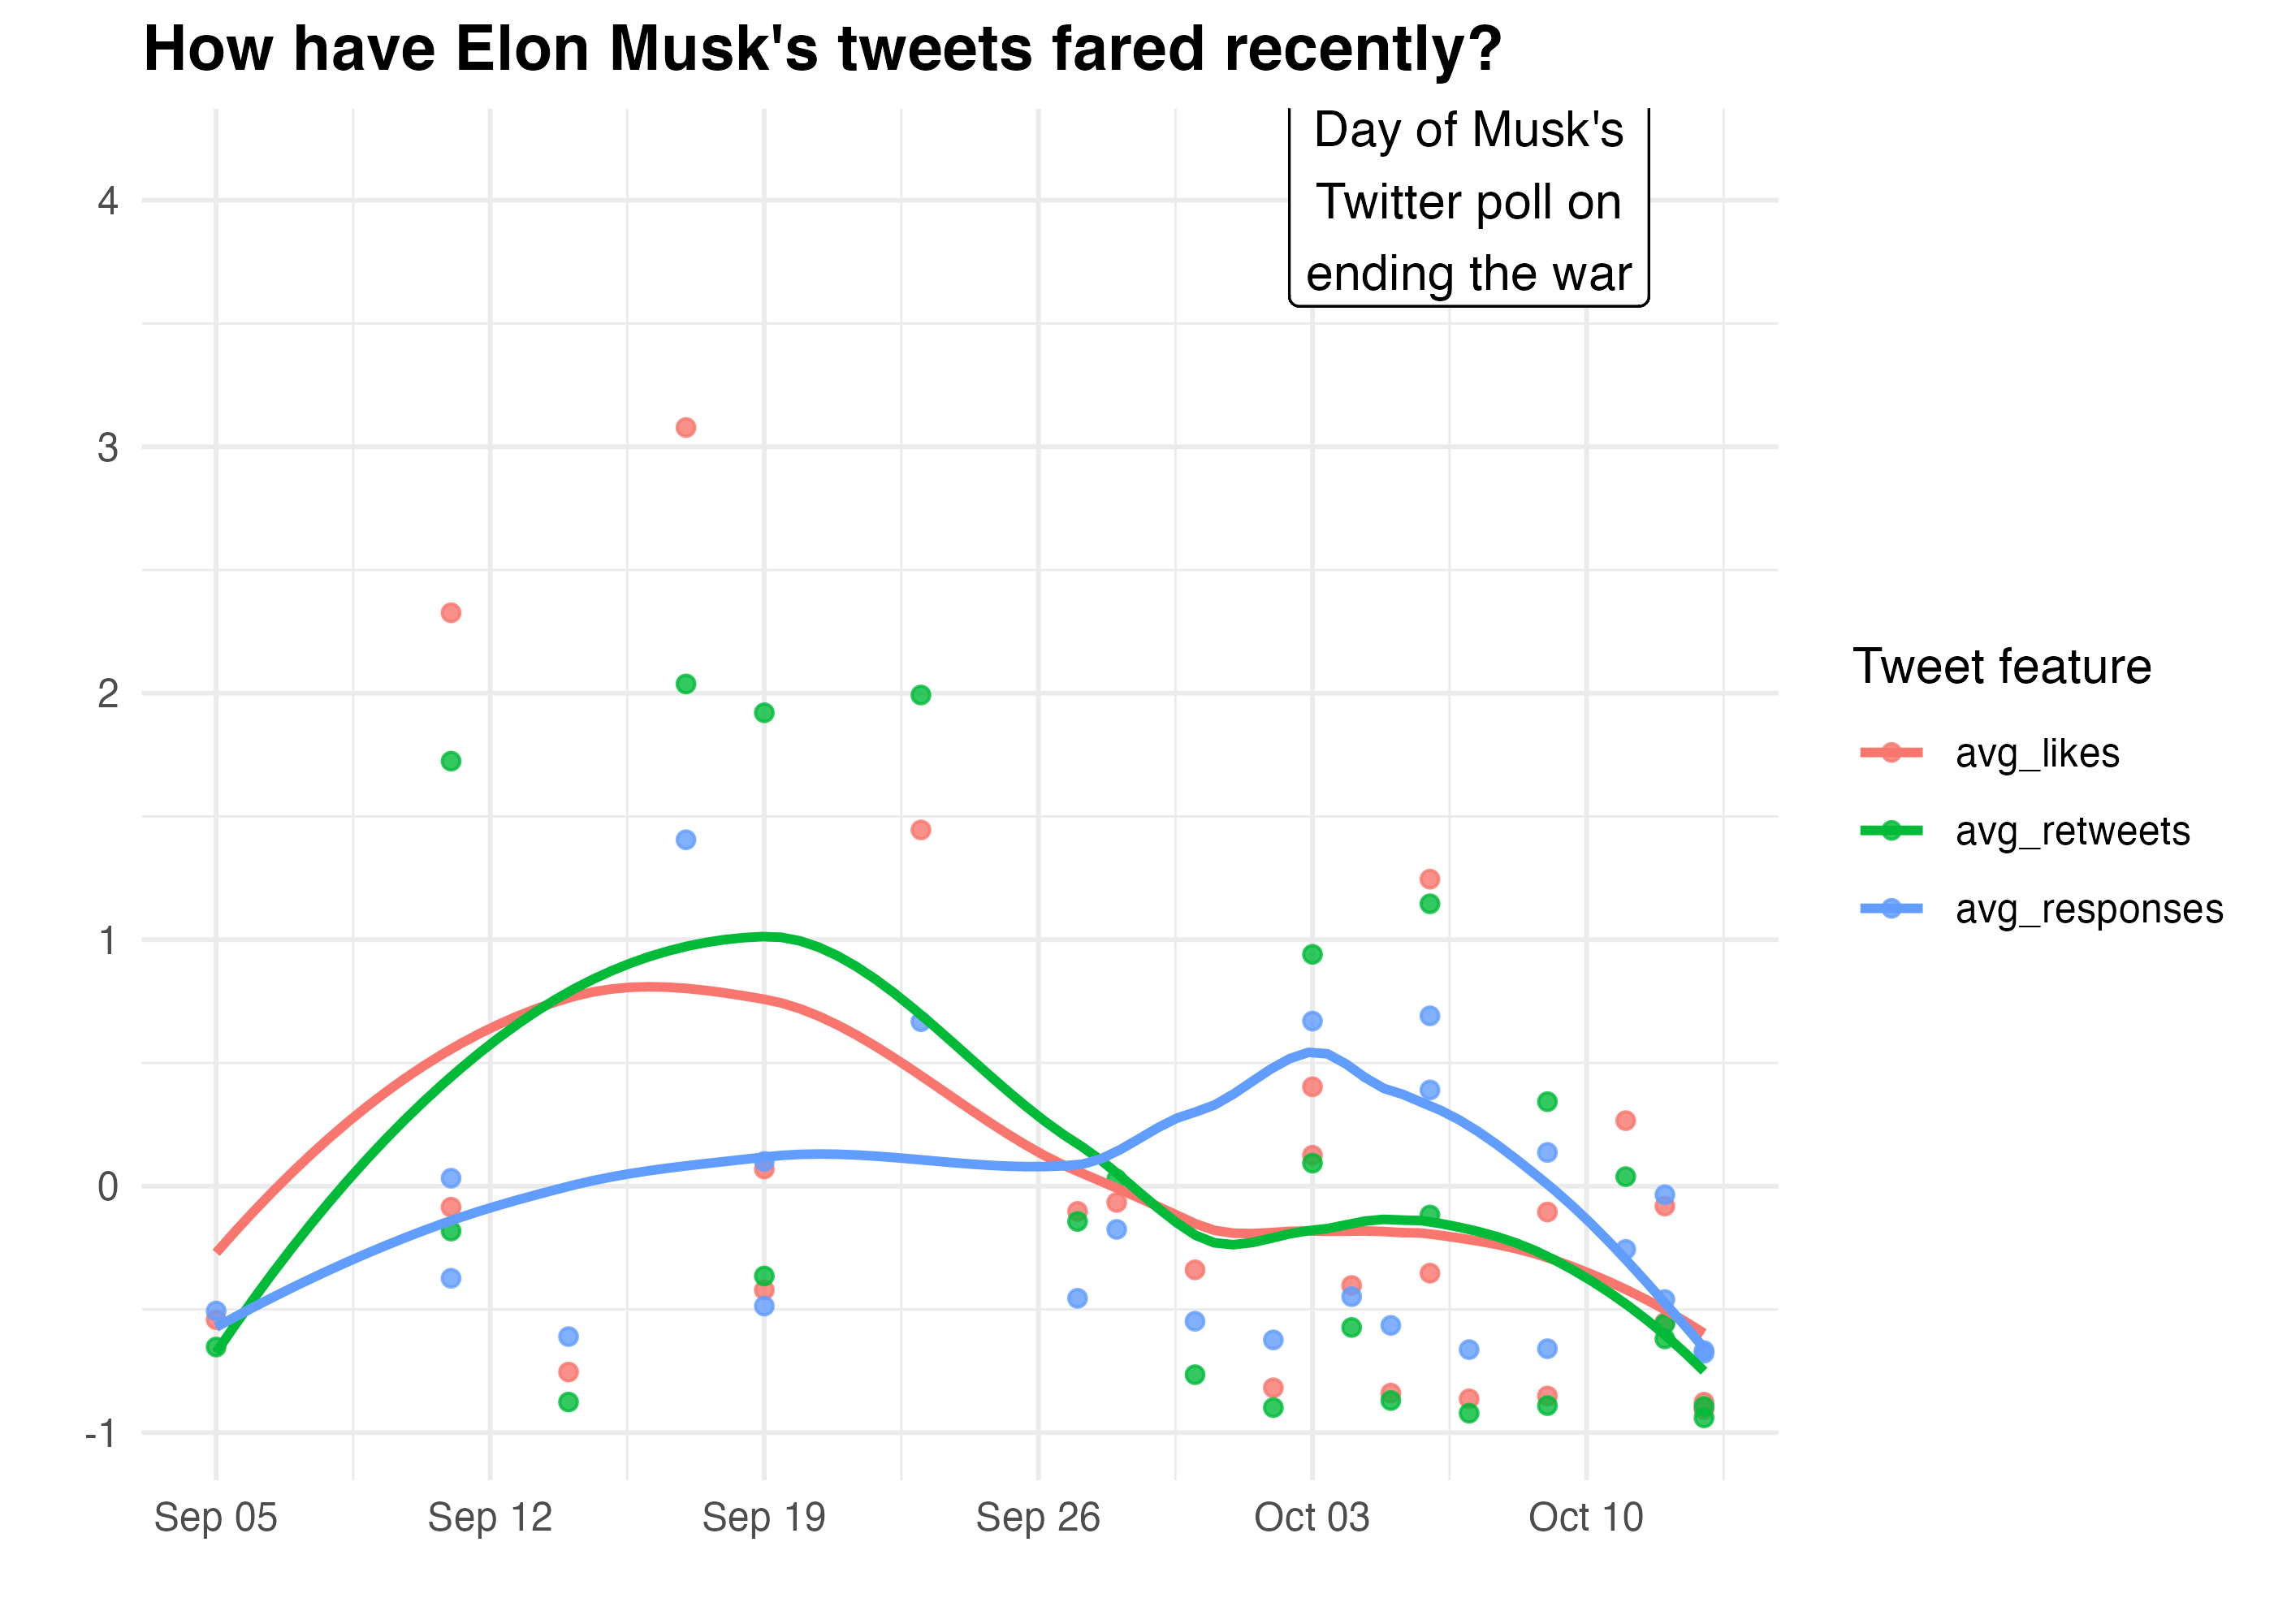 How have Elon Musk's tweets fared recently?
Day of Musk's
Twitter poll on
ending the war
4
3
2
1
0
-1
Sep 05
Sep 12
Sep 19
Sep 26
Oct 03
Oct 10
Tweet feature
avg_likes
avg_retweets
avg_responses